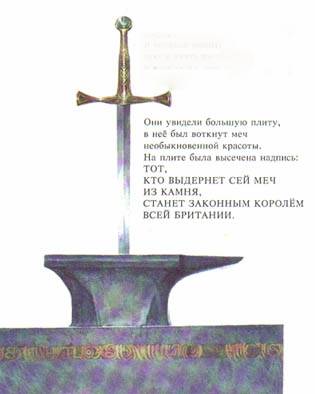 Они увидели большую плиту,
в неё был воткнут меч
необыкновенной красоты.
На плите была высечена надпись:
ТОТ,
КТО ВЫДЕРНЕТ СЕЙ МЕЧ
ИЗ КАМНЯ,
СТАНЕТ ЗАКОННЫМ КОРОЛЁМ
ВСЕЙ БРИТАНИИ.